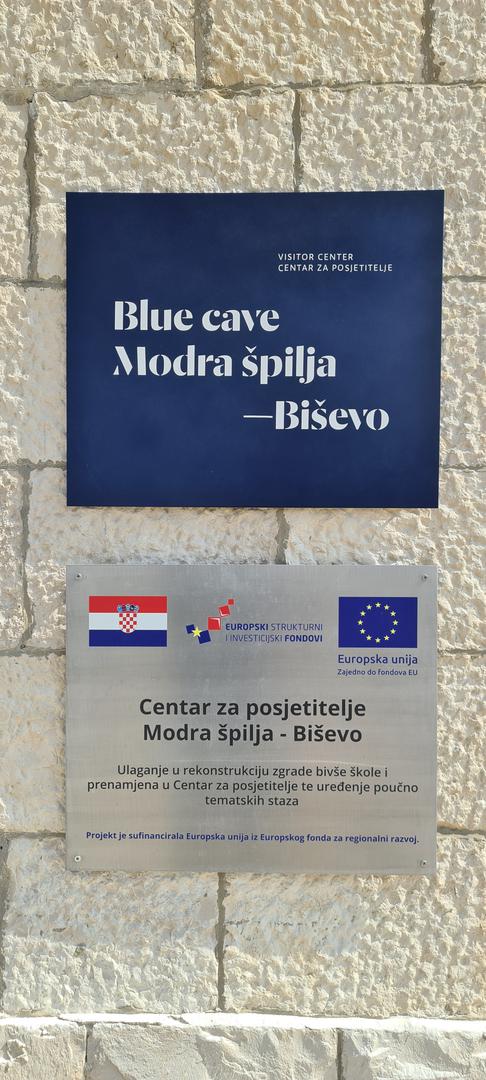 VISITOR CENTER
CENTAR ZA POSJETITELJE
Blue cave
Modra špilja
—Biševo
EUROPSKI STRUKTURNI
I INVESTICIJSKI FONDOVI
Europska unija
Zajedno do fondova EU
Centar za posjetitelje
Modra špilja - Biševo
Ulaganje u rekonstrukciju zgrade bivše škole i
prenamjena u Centar za posjetitelje te uređenje poučno
tematskih staza
Projekt je sufinancirala Europska unija iz Europskog fonda za regionalni razvoj.